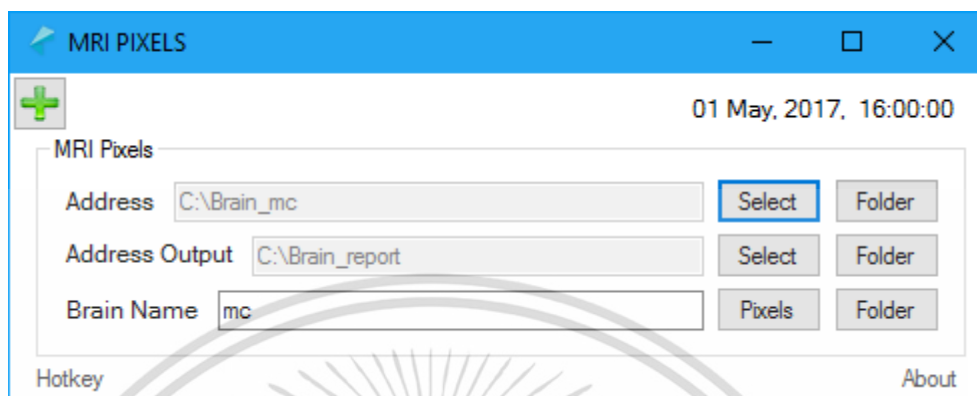 MRI PIXELS
01 May, 2017, 16:00:00
MRI Pixels
Address C:\Brain_mc Select Folder
Address Output C:\Brain_report Select Folder
Brain Name mc Pixels Folder
Hotkey About